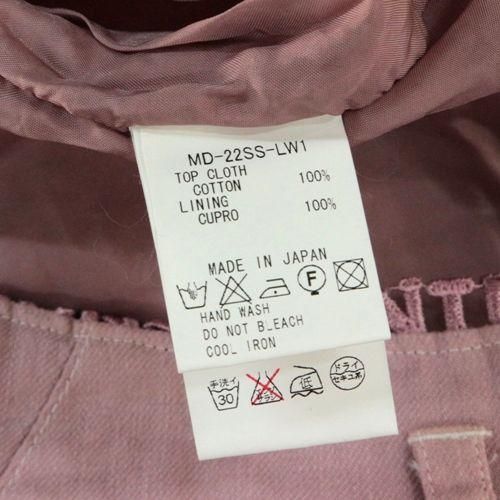 MD-22SS-LW1
TOP CLOTH
COTTON 100%
LINING
CUPRO 100%
MADE IN JAPAN
F
HAND WASH
DO NOT BLEACH
COOL IRON
手洗イ
30
低
ドライ
セキユ系